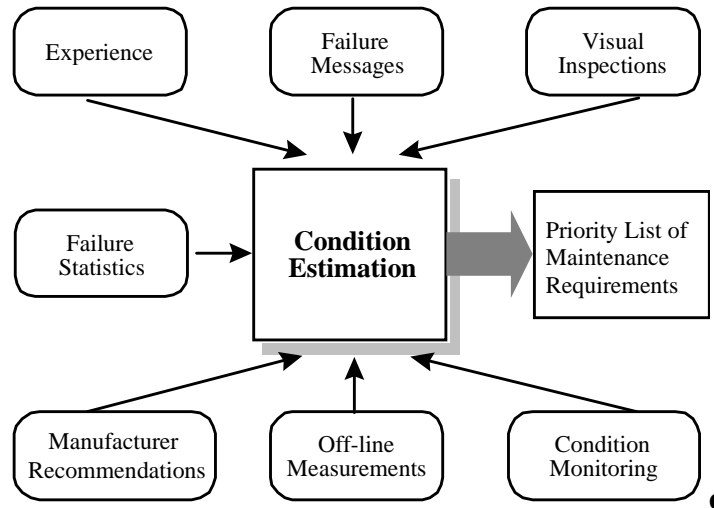 Experience
Failure
Messages
Visual
Inspections
Failure
Statistics
Condition
Estimation
Priority List of
Maintenance
Requirements
Manufacturer
Recommendations
Off-line
Measurements
Condition
Monitoring